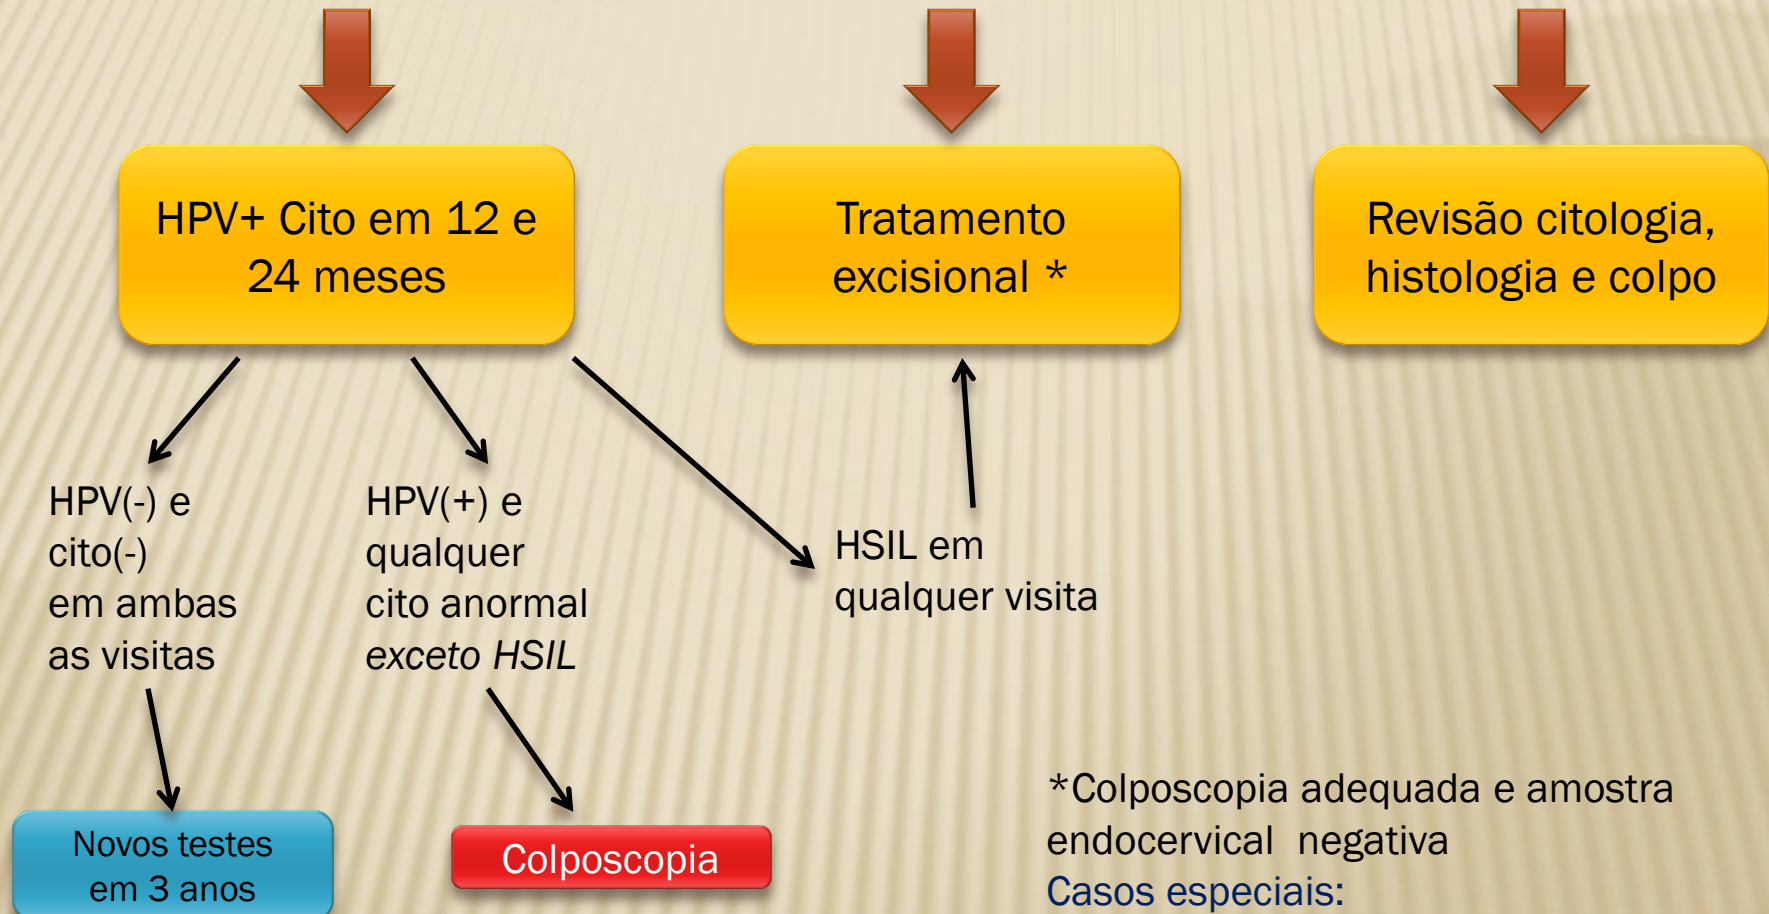 HPV+ Cito em 12 e
24 meses
Tratamento
excisional *
Revisão citologia,
histologia e colpo
HPV(-) e
cito(-)
em ambas
as visitas
HPV(+) e
qualquer
cito anormal
exceto HSIL
HSIL em
qualquer visita
Novos testes
em 3 anos
Colposcopia
*Colposcopia adequada e amostra
endocervical negativa
Casos especiais: